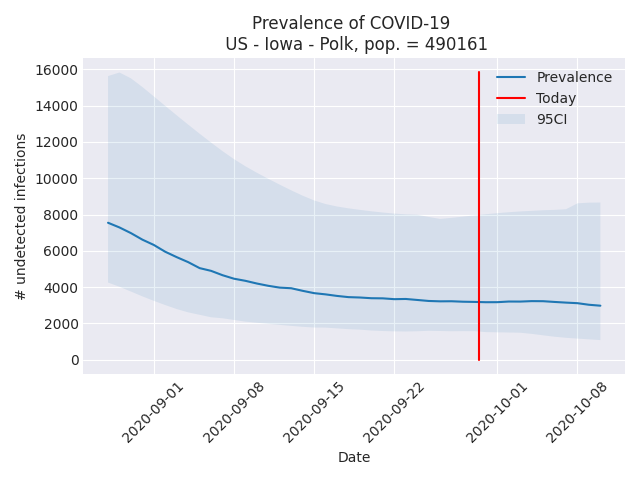 Prevalence of COVID-19
US - Iowa - Polk, pop. = 490161
# undetected infections
16000
14000
12000
10000
8000
6000
4000
2000
0
Prevalence
Today
95CI
2020-09-01
2020-09-08
2020-09-15
2020-09-22
2020-10-01
2020-10-08
Date